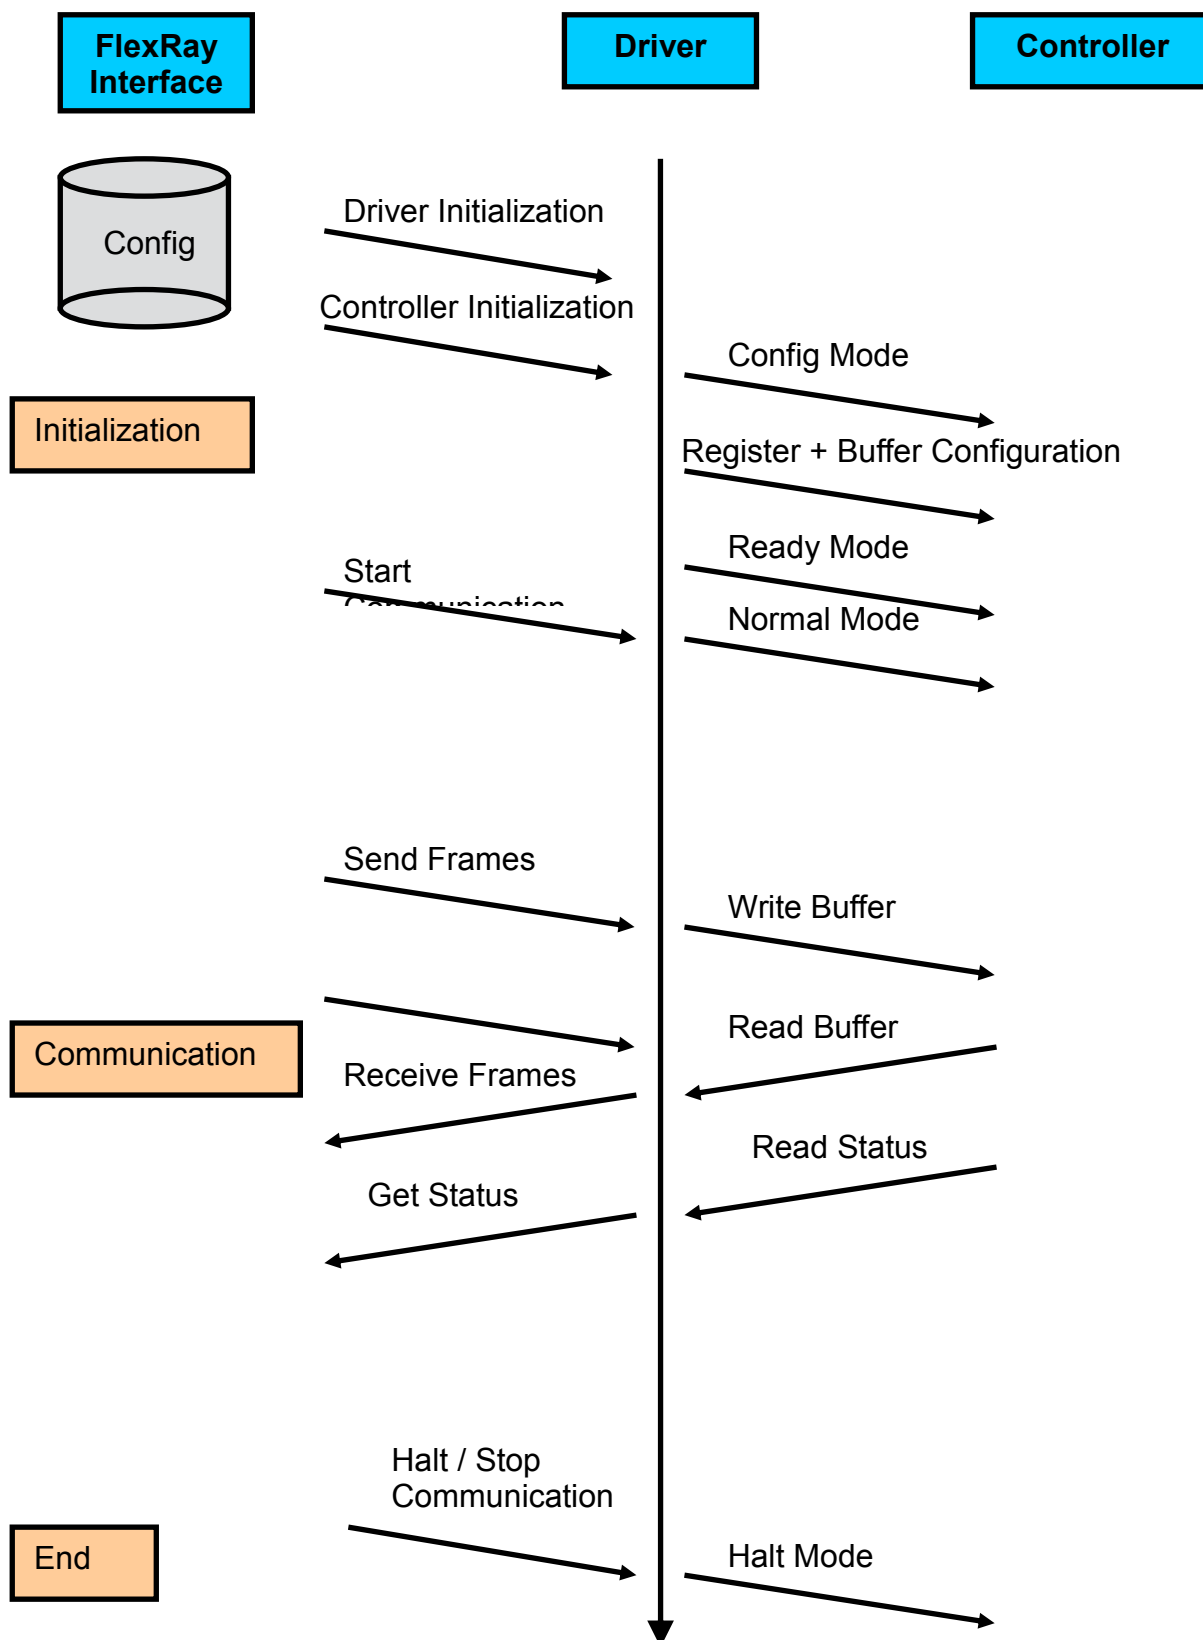 FlexRay
Interface
Driver
Controller
Config
Driver Initialization
Controller Initialization
Config Mode
Initialization
Register + Buffer Configuration
Ready Mode
Start
Communication
Normal Mode
Send Frames
Write Buffer
Read Buffer
Communication
Receive Frames
Read Status
Get Status
Halt / Stop
Communication
End
Halt Mode